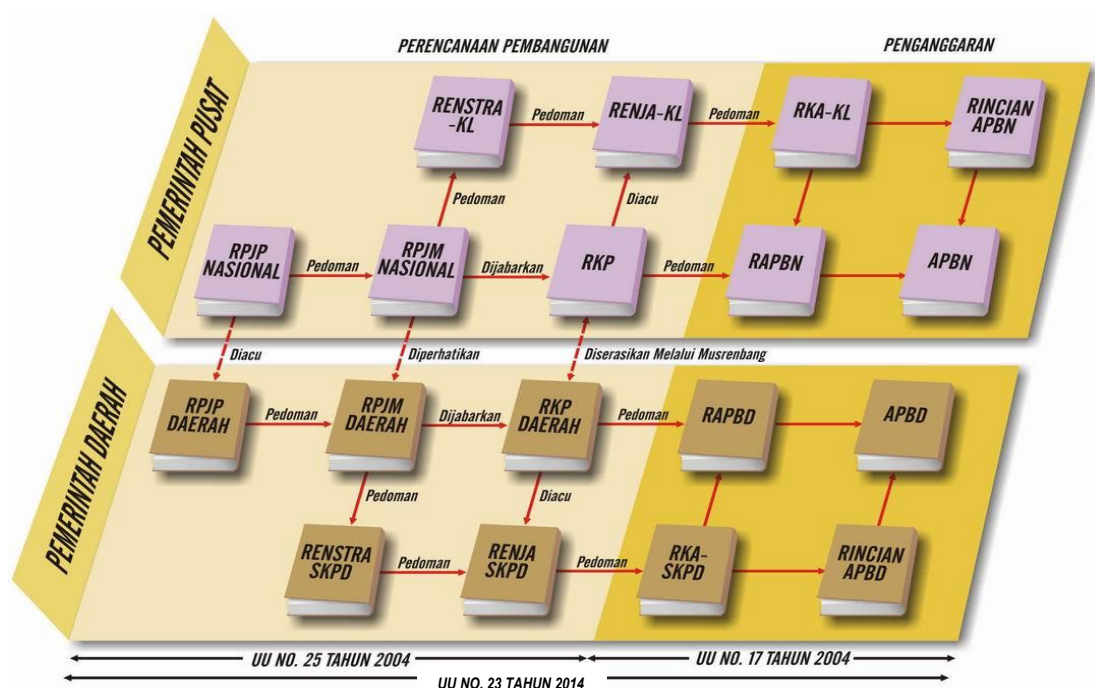 PERENCANAAN PEMBANGUNAN
PENGANGGARAN
PEMERINTAH PUSAT
RENSTRA
-KL
Pedoman
RENJA-KL
Pedoman
RKA-KL
RINCIAN
APBN
Pedoman
Diacu
RPJP
NASIONAL
Pedoman
RPJM
NASIONAL
Dijabarkan
RKP
Pedoman
RAPBN
APBN
Diacu
Diperhatikan
Diserasikan Melalui Musrenbang
PEMERINTAH DAERAH
RPJP
DAERAH
Pedoman
RPJM
DAERAH
Dijabarkan
RKP
DAERAH
Pedoman
RAPBD
APBD
Pedoman
Diacu
RENSTRA
SKPD
Pedoman
RENJA
SKPD
Pedoman
RKA-
SKPD
RINCIAN
APBD
UU NO. 25 TAHUN 2004
UU NO. 17 TAHUN 2004
UU NO. 23 TAHUN 2014